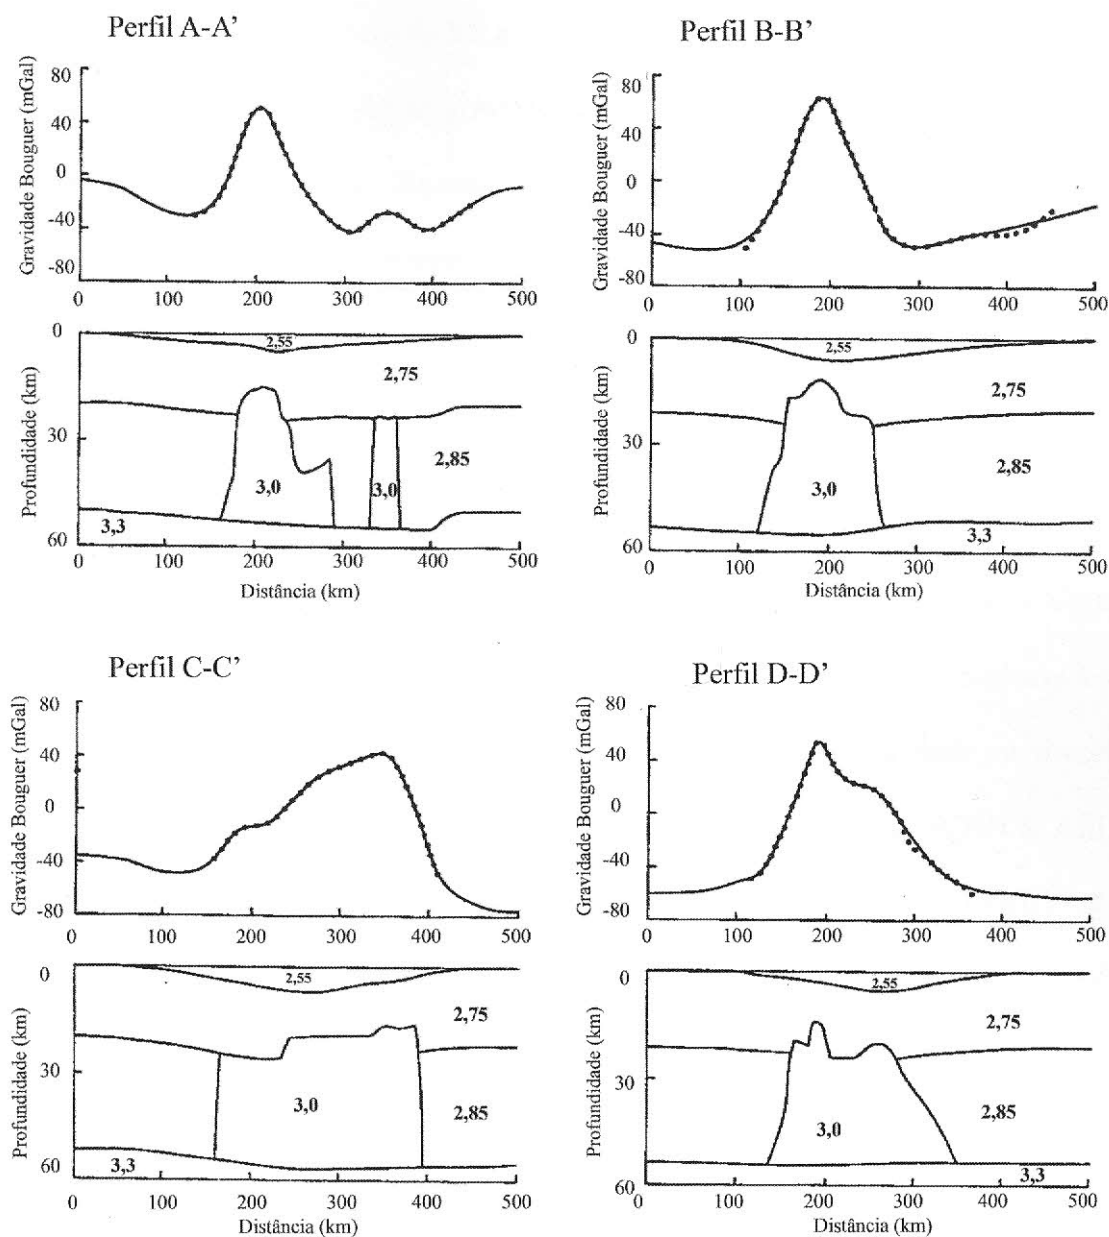 Perfil A-A’
Gravidade Bouguer (mGal)
80
40
0
-40
-80
0 100 200 300 400 500
Profundidade (km)
0
30
60
2,55
2,75
2,85
3,0
3,0
3,3
0 100 200 300 400 500
Distância (km)
Perfil B-B’
Gravidade Bouguer (mGal)
80
40
0
-40
-80
0 100 200 300 400 500
Profundidade (km)
0
30
60
2,55
2,75
2,85
3,0
3,3
0 100 200 300 400 500
Distância (km)
Perfil C-C’
Gravidade Bouguer (mGal)
80
40
0
-40
-80
0 100 200 300 400 500
Profundidade (km)
0
30
60
2,55
2,75
3,0
2,85
3,3
0 100 200 300 400 500
Distância (km)
Perfil D-D’
Gravidade Bouguer (mGal)
80
40
0
-40
-80
0 100 200 300 400 500
Profundidade (km)
0
30
60
2,55
2,75
2,85
3,0
3,3
0 100 200 300 400 500
Distância (km)